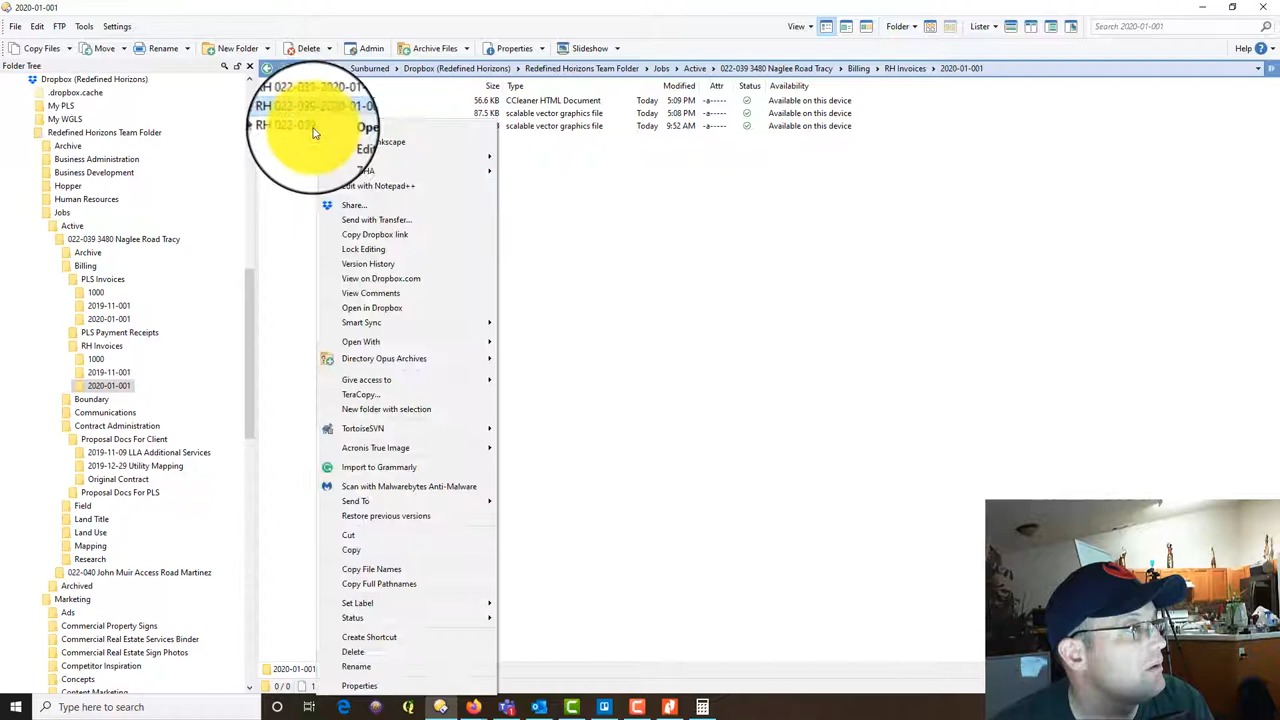 2020-01-001
File Edit FTP Tools Settings
View Folder Lister Search 2020-01-001
Copy Files Move Rename New Folder Delete Admin Archive Files Properties Slideshow Help
Folder Tree
Sunburned Dropbox (Redefined Horizons) Redefined Horizons Team Folder Jobs Active 022-039 3480 Naglee Road Tracy Billing RH Invoices 2020-01-001
Size Type Modified Attr Status Availability
56.6 KB CCleaner HTML Document Today 5:09 PM -a----- Available on this device
87.5 KB scalable vector graphics file Today 5:08 PM -a----- Available on this device
scalable vector graphics file Today 9:52 AM -a----- Available on this device
Dropbox (Redefined Horizons)
.dropbox.cache
My PLS
My WGLS
Redefined Horizons Team Folder
Archive
Business Administration
Business Development
Hopper
Human Resources
Jobs
Active
022-039 3480 Naglee Road Tracy
Archive
Billing
PLS Invoices
1000
2019-11-001
2020-01-001
PLS Payment Receipts
RH Invoices
1000
2019-11-001
2020-01-001
Boundary
Communications
Contract Administration
Proposal Docs For Client
2019-11-09 LLA Additional Services
2019-12-29 Utility Mapping
Original Contract
Proposal Docs For PLS
Field
Land Title
Land Use
Mapping
Research
022-040 John Muir Access Road Martinez
Archived
Marketing
Ads
Commercial Property Signs
Commercial Real Estate Services Binder
Commercial Real Estate Sign Photos
Competitor Inspiration
RH 022-039-2020-01-0
RH 022-039
Ope
Edi
Edit with Notepad++
Share...
Send with Transfer...
Copy Dropbox link
Lock Editing
Version History
View on Dropbox.com
View Comments
Open in Dropbox
Smart Sync
Open With
Directory Opus Archives
Give access to
TeraCopy...
New folder with selection
TortoiseSVN
Acronis True Image
Import to Grammarly
Scan with Malwarebytes Anti-Malware
Send To
Restore previous versions
Cut
Copy
Copy File Names
Copy Full Pathnames
Set Label
Status
Create Shortcut
Delete
Rename
Properties
2020-01-001
0 / 0 1
Type here to search